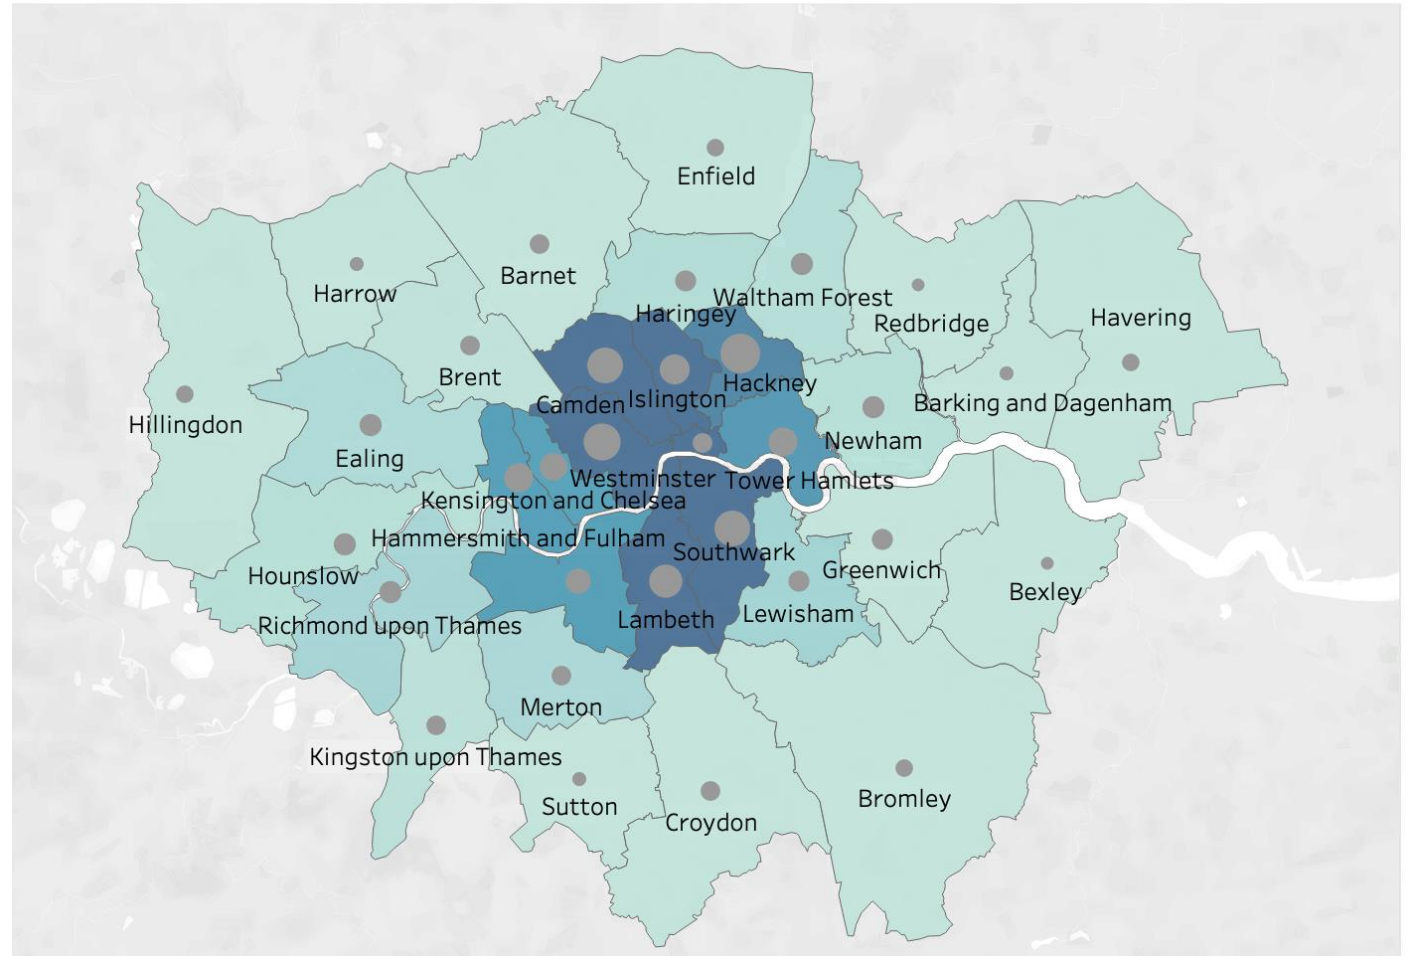 Enfield
Barnet
Harrow
Haringey
Waltham Forest
Redbridge
Havering
Brent
Hackney
Camden
Islington
Barking and Dagenham
Hillingdon
Ealing
Newham
Westminster
Tower Hamlets
Kensington and Chelsea
Hammersmith and Fulham
Southwark
Greenwich
Hounslow
Bexley
Richmond upon Thames
Lambeth
Lewisham
Merton
Kingston upon Thames
Sutton
Croydon
Bromley